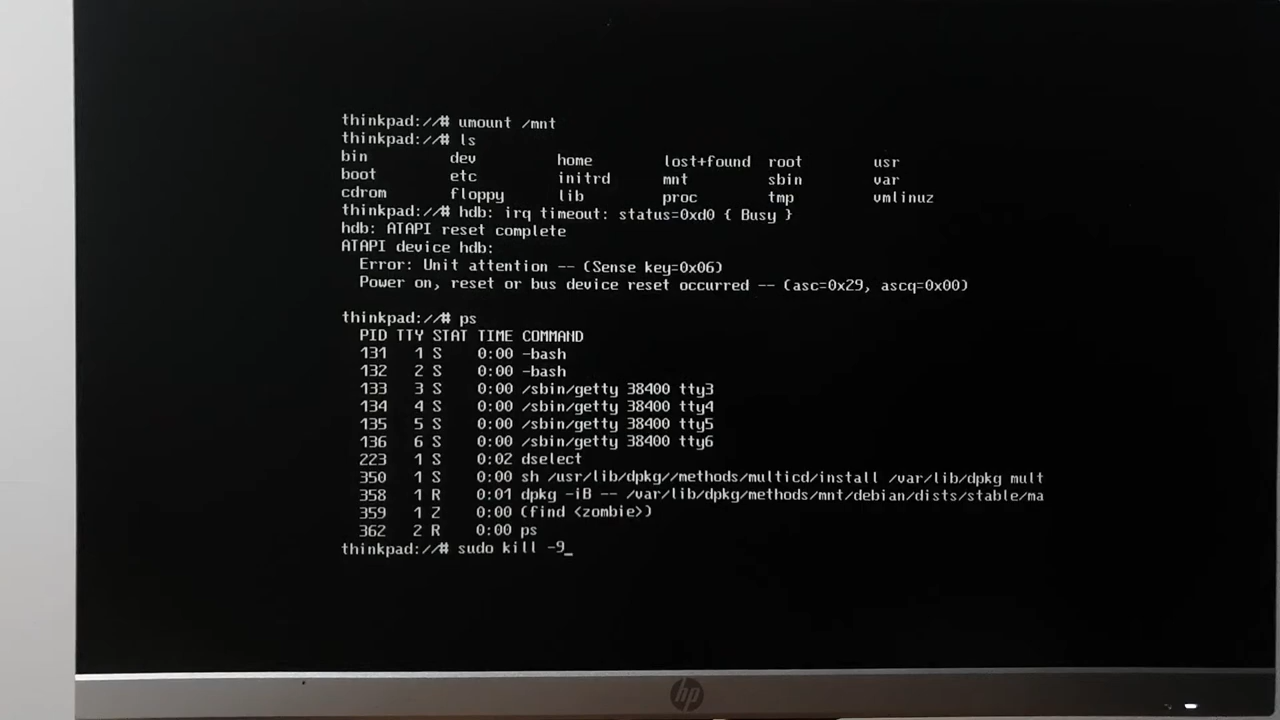 thinkpad://# umount /mnt
thinkpad://# ls
bin dev home lost+found root usr
boot etc initrd mnt sbin var
cdrom floppy lib proc tmp vmlinuz
thinkpad://# hdb: irq timeout: status=0xd0 { Busy }
hdb: ATAPI reset complete
ATAPI device hdb:
Error: Unit attention -- (Sense key=0x06)
Power on, reset or bus device reset occurred -- (asc=0x29, ascq=0x00)
thinkpad://# ps
PID TTY STAT TIME COMMAND
131 1 S 0:00 -bash
132 2 S 0:00 -bash
133 3 S 0:00 /sbin/getty 38400 tty3
134 4 S 0:00 /sbin/getty 38400 tty4
135 5 S 0:00 /sbin/getty 38400 tty5
136 6 S 0:00 /sbin/getty 38400 tty6
223 1 S 0:02 dselect
350 1 S 0:00 sh /usr/lib/dpkg//methods/multicd/install /var/lib/dpkg mult
358 1 R 0:01 dpkg -iB -- /var/lib/dpkg/methods/mnt/debian/dists/stable/ma
359 1 Z 0:00 (find <zombie>)
362 2 R 0:00 ps
thinkpad://# sudo kill -9_
hp